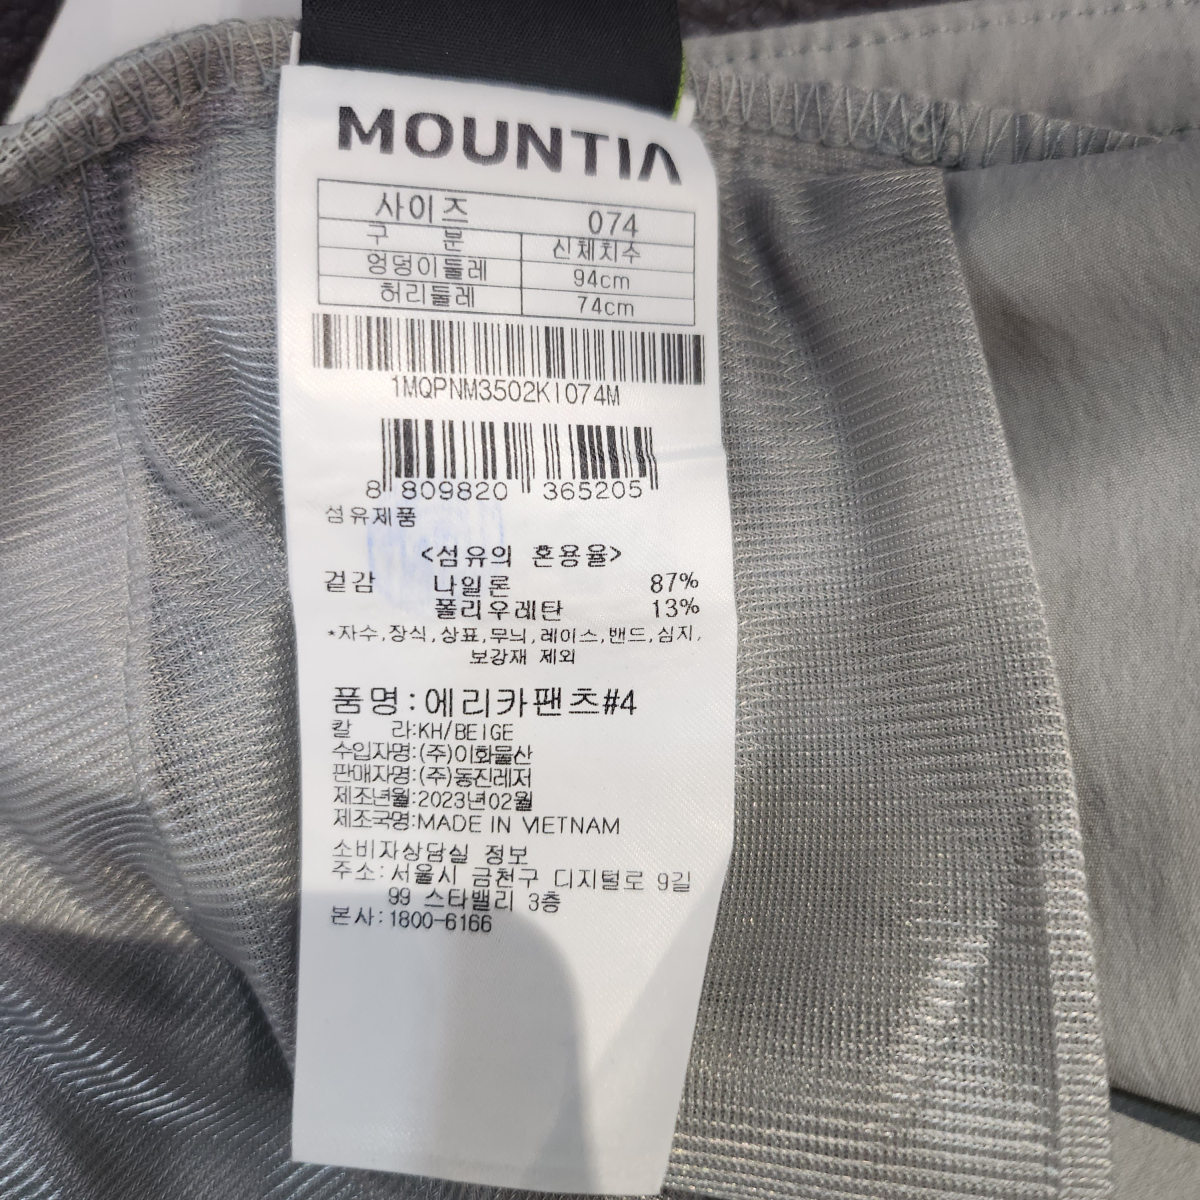 MOUNTIA
사이즈 074
구 분 신체치수
엉덩이둘레 94cm
허리둘레 74cm
1MQPNM3502KI074M
8 809820 365205
섬유제품
<섬유의 혼용율>
겉감 나일론 87%
폴리우레탄 13%
*자수,장식,상표,무늬,레이스,밴드,심지,
보강재 제외
품명:에리카팬츠#4
칼 라:KH/BEIGE
수입자명:(주)이화물산
판매자명:(주)동진레저
제조년월:2023년02월
제조국명:MADE IN VIETNAM
소비자상담실 정보
주소:서울시 금천구 디지털로 9길
99 스타밸리 3층
본사:1800-6166